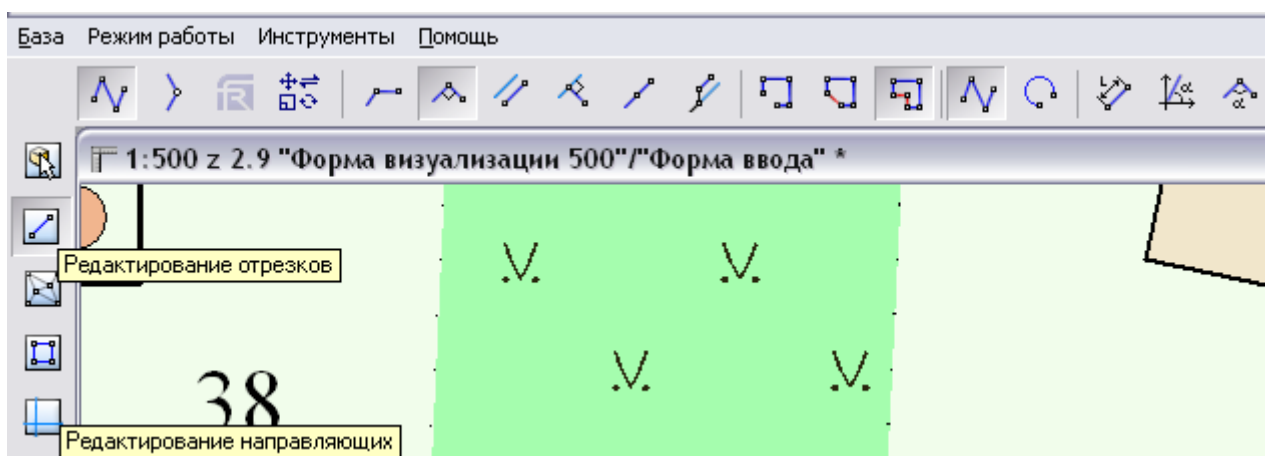 База Режим работы Инструменты Помощь
1:500 z 2.9 "Форма визуализации 500"/"Форма ввода" *
Редактирование отрезков
38
Редактирование направляющих